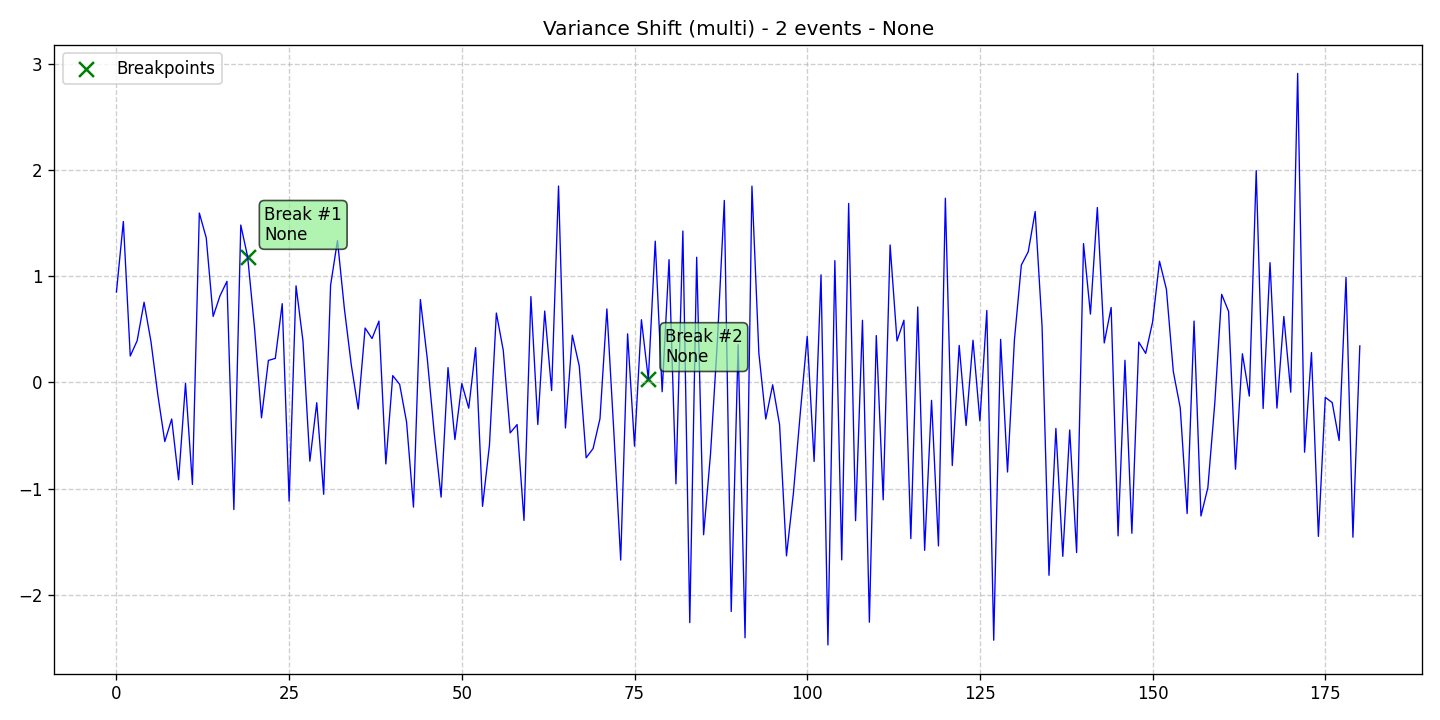 Variance Shift (multi) - 2 events - None
Breakpoints
Break #1
None
Break #2
None
3
2
1
0
−1
−2
0
25
50
75
100
125
150
175